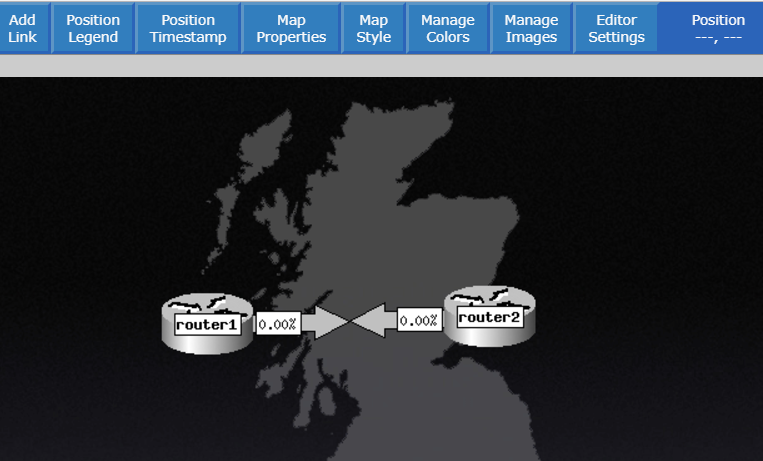 Add
Link
Position
Legend
Position
Timestamp
Map
Properties
Map
Style
Manage
Colors
Manage
Images
Editor
Settings
Position
---, ---
router1
0.00%
0.00%
router2